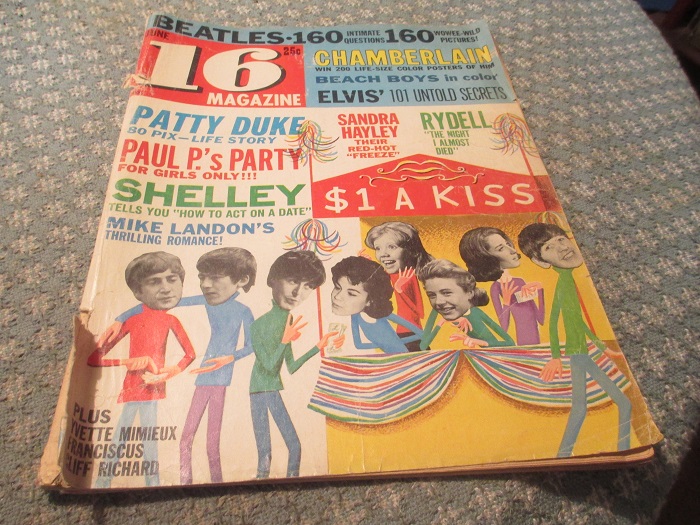 BEATLES·160 INTIMATE QUESTIONS 160 WOWEE-WILD PICTURES!
25¢
16
MAGAZINE
CHAMBERLAIN
WIN 200 LIFE-SIZE COLOR POSTERS OF HIM
BEACH BOYS in color
ELVIS' 101 UNTOLD SECRETS
PATTY DUKE
80 PIX—LIFE STORY
PAUL P.'s PARTY
FOR GIRLS ONLY!!!
SHELLEY
TELLS YOU "HOW TO ACT ON A DATE"
MIKE LANDON'S
THRILLING ROMANCE!
SANDRA
HAYLEY
THEIR
RED-HOT
"FREEZE"
RYDELL
"THE NIGHT
I ALMOST
DIED"
$1 A KISS
PLUS
YVETTE MIMIEUX
FRANCISCUS
CLIFF RICHARD